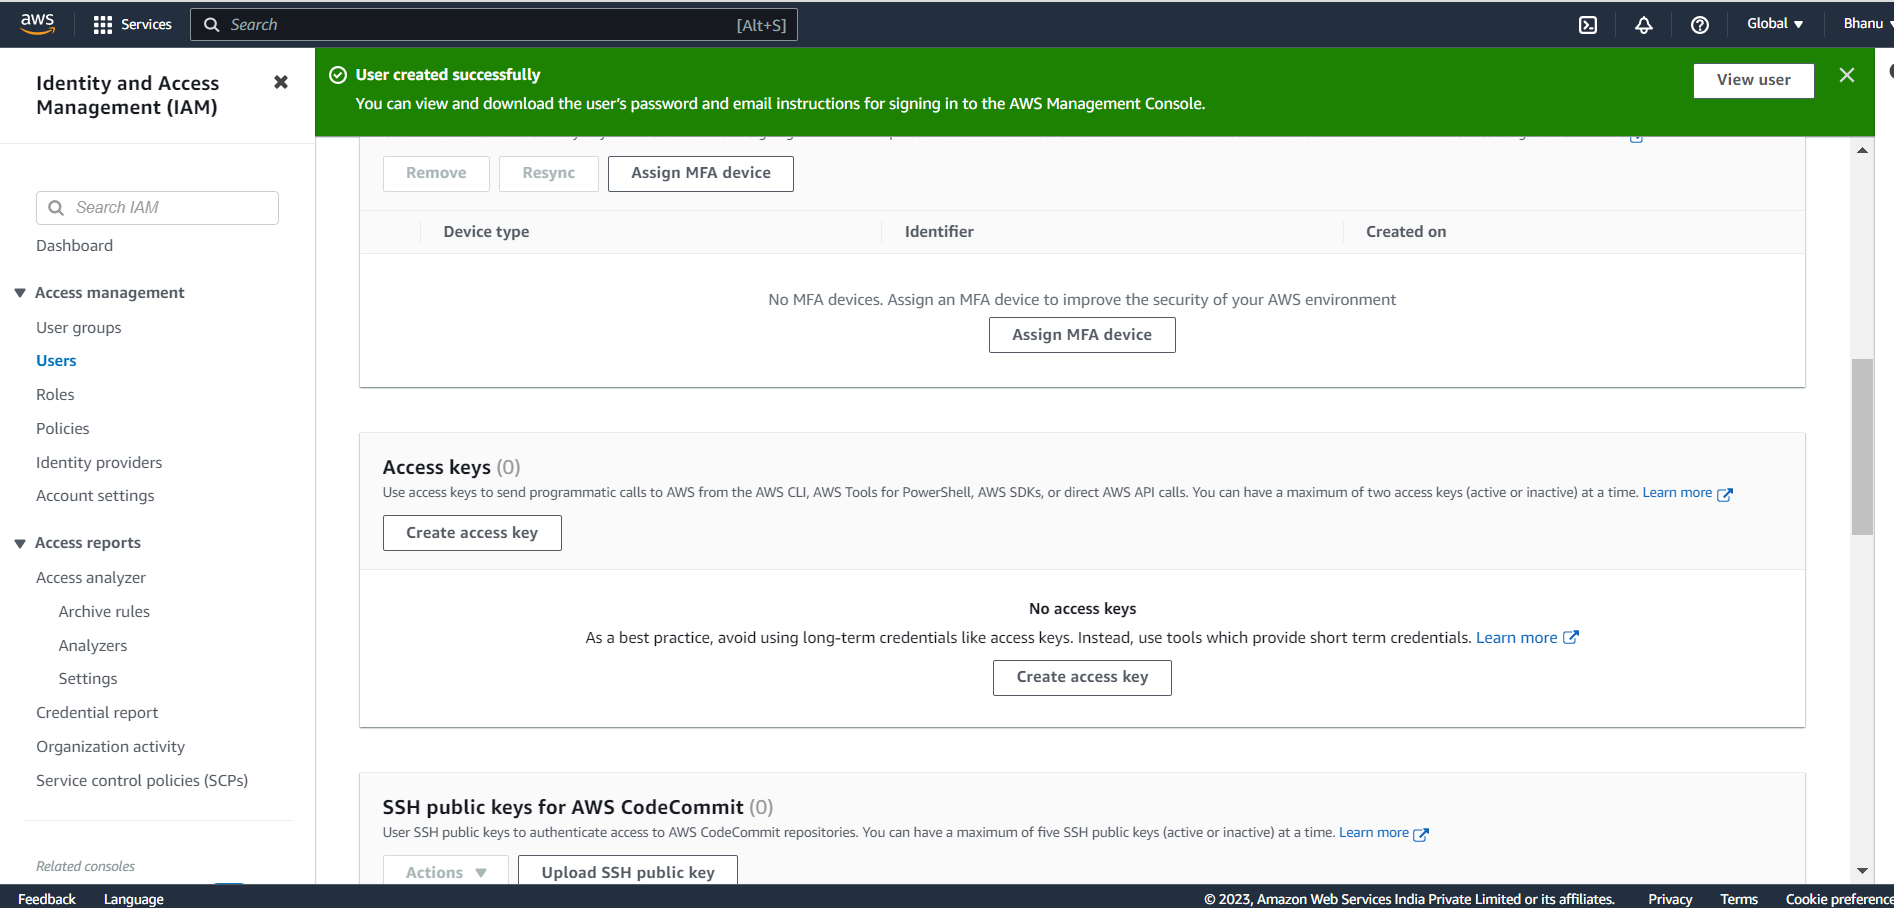 aws
Services
Search
[Alt+S]
Global
Bhanu
Identity and Access
Management (IAM)
Search IAM
Dashboard
Access management
User groups
Users
Roles
Policies
Identity providers
Account settings
Access reports
Access analyzer
Archive rules
Analyzers
Settings
Credential report
Organization activity
Service control policies (SCPs)
Related consoles
User created successfully
You can view and download the user's password and email instructions for signing in to the AWS Management Console.
View user
Remove
Resync
Assign MFA device
Device type
Identifier
Created on
No MFA devices. Assign an MFA device to improve the security of your AWS environment
Assign MFA device
Access keys (0)
Use access keys to send programmatic calls to AWS from the AWS CLI, AWS Tools for PowerShell, AWS SDKs, or direct AWS API calls. You can have a maximum of two access keys (active or inactive) at a time. Learn more
Create access key
No access keys
As a best practice, avoid using long-term credentials like access keys. Instead, use tools which provide short term credentials. Learn more
Create access key
SSH public keys for AWS CodeCommit (0)
User SSH public keys to authenticate access to AWS CodeCommit repositories. You can have a maximum of five SSH public keys (active or inactive) at a time. Learn more
Actions
Upload SSH public key
Feedback
Language
© 2023, Amazon Web Services India Private Limited or its affiliates.
Privacy
Terms
Cookie preference